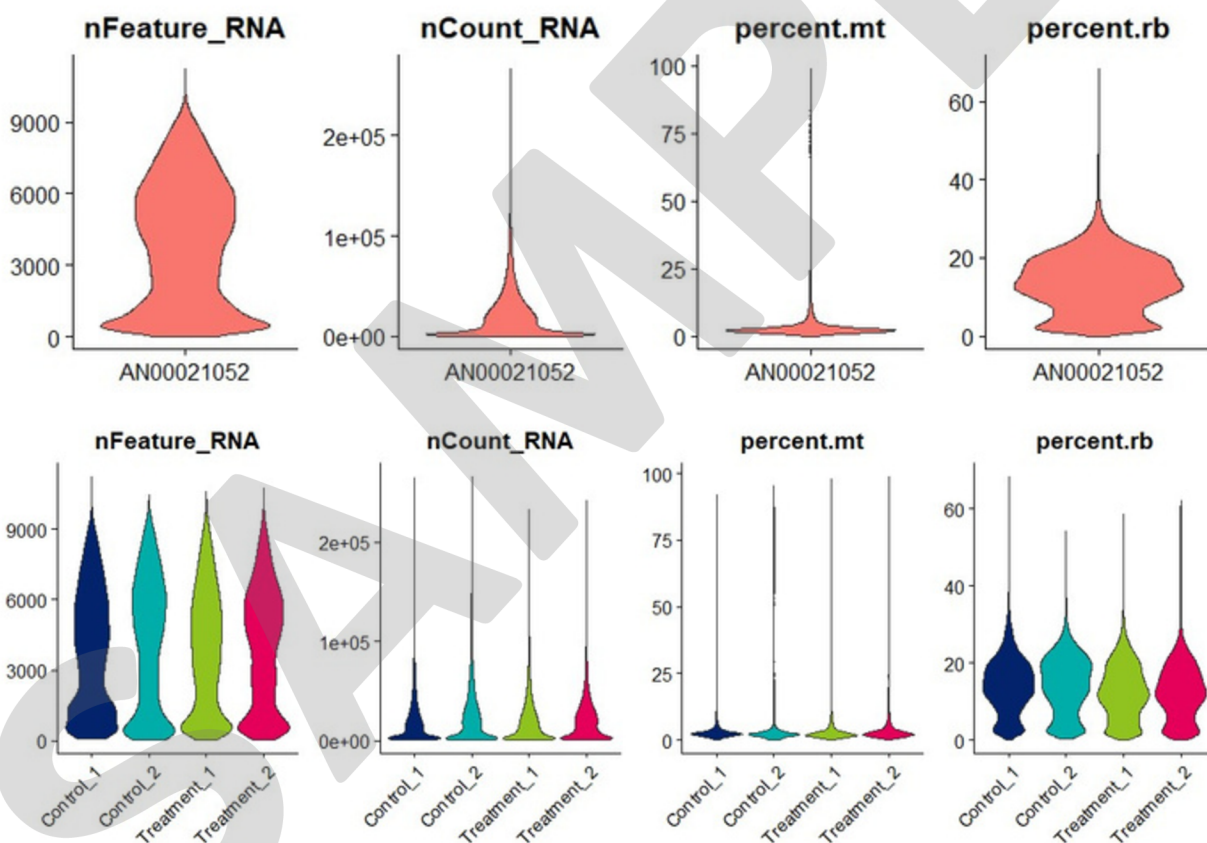 nFeature_RNA
nCount_RNA
percent.mt
percent.rb
9000
6000
3000
0
AN00021052
2e+05
1e+05
0e+00
AN00021052
100
75
50
25
0
AN00021052
60
40
20
0
AN00021052
nFeature_RNA
nCount_RNA
percent.mt
percent.rb
9000
6000
3000
0
Control_1
Control_2
Treatment_1
Treatment_2
2e+05
1e+05
0e+00
Control_1
Control_2
Treatment_1
Treatment_2
100
75
50
25
0
Control_1
Control_2
Treatment_1
Treatment_2
60
40
20
0
Control_1
Control_2
Treatment_1
Treatment_2
SAMPLE